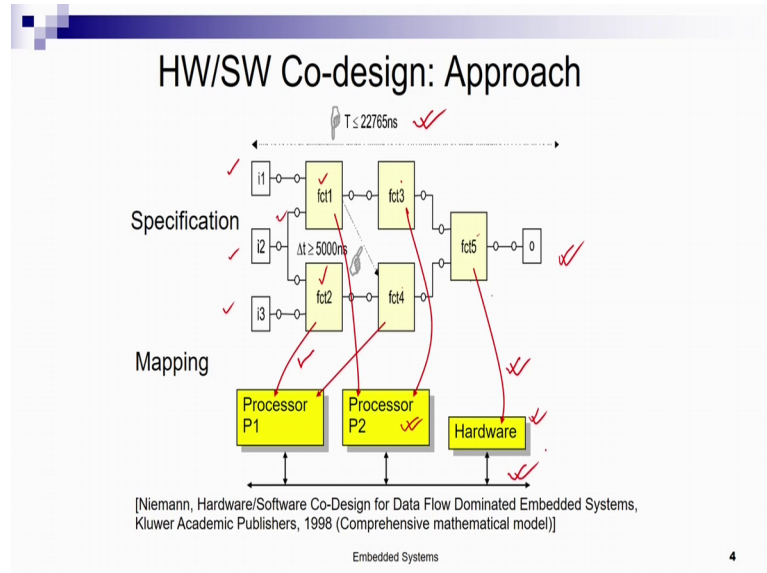 HW/SW Co-design: Approach
T ≤ 22765ns
i1
fct1
fct3
Specification
i2
Δt ≥ 5000ns
fct5
o
fct2
fct4
i3
Mapping
Processor
P1
Processor
P2
Hardware
[Niemann, Hardware/Software Co-Design for Data Flow Dominated Embedded Systems,
Kluwer Academic Publishers, 1998 (Comprehensive mathematical model)]
Embedded Systems
4